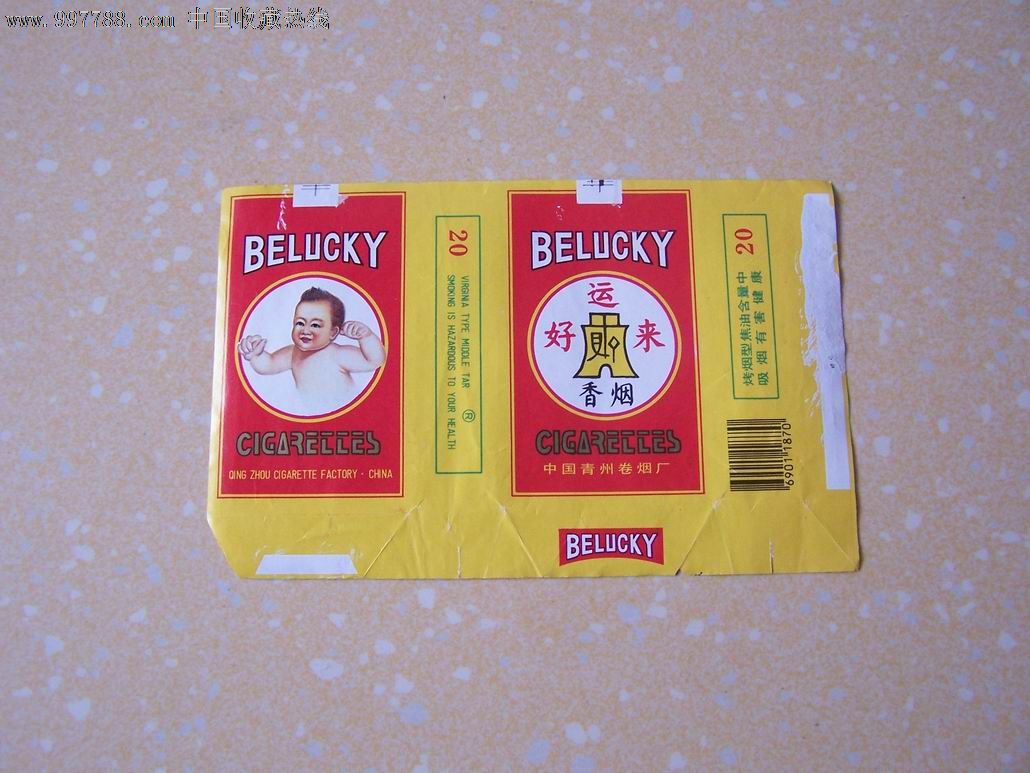 www.997788.com 中国收藏热线
BELUCKY
CIGARETTES
QING ZHOU CIGARETTE FACTORY · CHINA
20
VIRGINIA TYPE MIDDLE TAR
SMOKING IS HAZARDOUS TO YOUR HEALTH
®
BELUCKY
运
好 来
香烟
CIGARETTES
中国青州卷烟厂
BELUCKY
20
烤烟型焦油含量中
吸烟有害健康
6901 1870